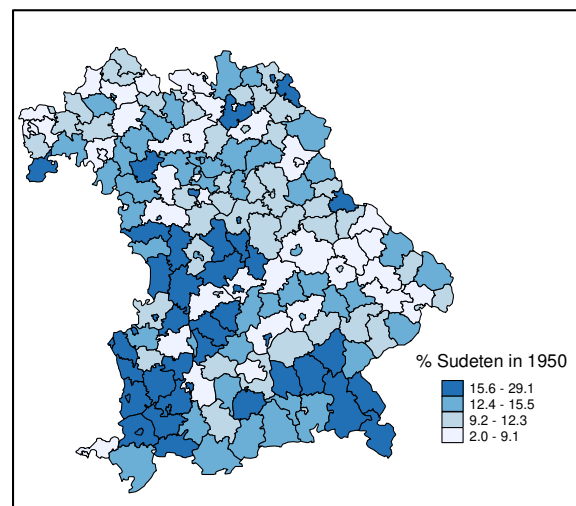 % Sudeten in 1950
15.6 - 29.1
12.4 - 15.5
9.2 - 12.3
2.0 - 9.1